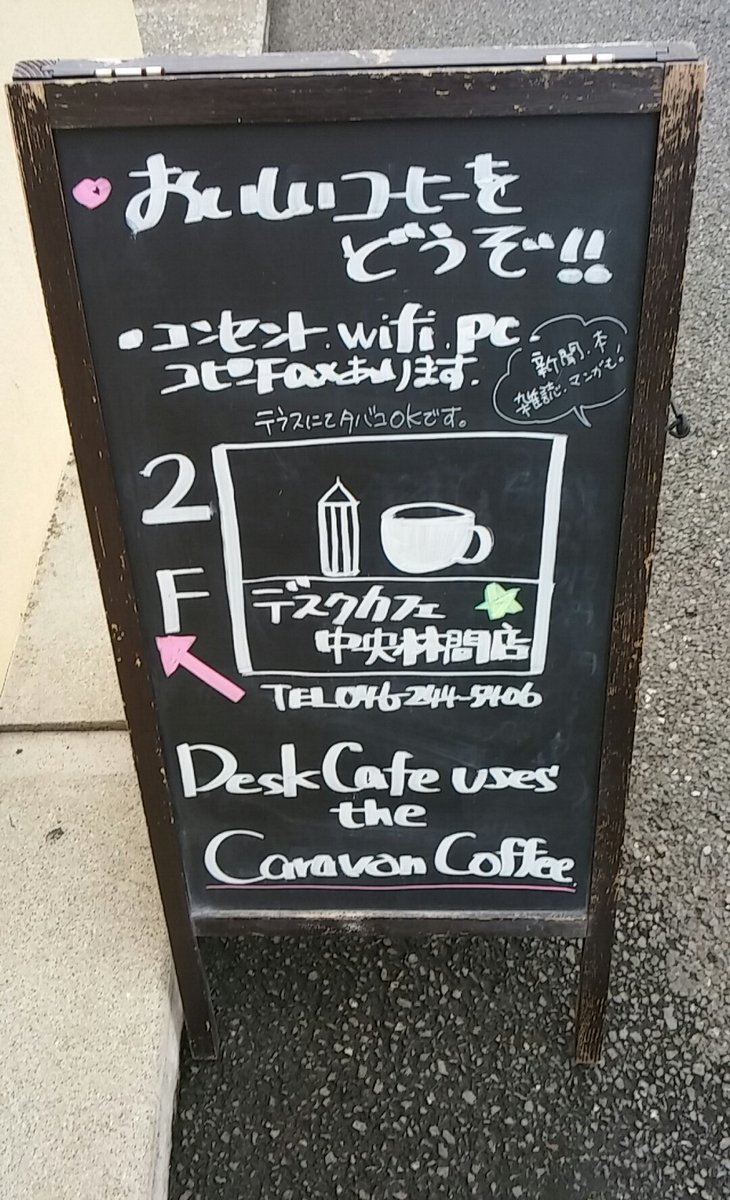 おいしいコーヒーを
どうぞ!!
・コンセント.wifi.PC.
コピーFaxあります.
新聞.本
雑誌.マンガも!
テラスにてタバコOKです。
2
F
デスクカフェ
中央林間店
TEL046-244-5406
Desk Cafe uses
the
Caravan Coffee.